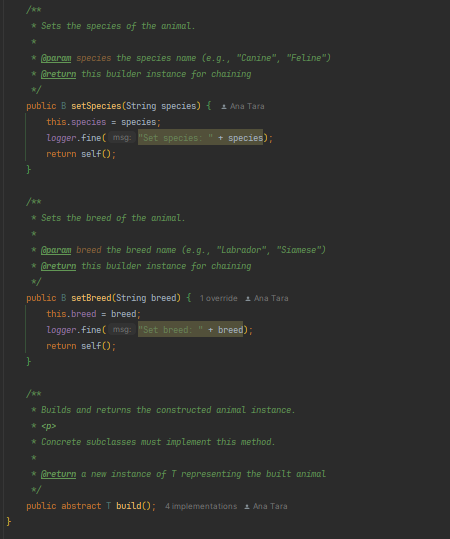 /**
* Sets the species of the animal.
*
* @param species the species name (e.g., "Canine", "Feline")
* @return this builder instance for chaining
*/
public B setSpecies(String species) { Ana Tara
this.species = species;
logger.fine( msg: "Set species: " + species);
return self();
}
/**
* Sets the breed of the animal.
*
* @param breed the breed name (e.g., "Labrador", "Siamese")
* @return this builder instance for chaining
*/
public B setBreed(String breed) { 1 override Ana Tara
this.breed = breed;
logger.fine( msg: "Set breed: " + breed);
return self();
}
/**
* Builds and returns the constructed animal instance.
* <p>
* Concrete subclasses must implement this method.
*
* @return a new instance of T representing the built animal
*/
public abstract T build(); 4 implementations Ana Tara
}